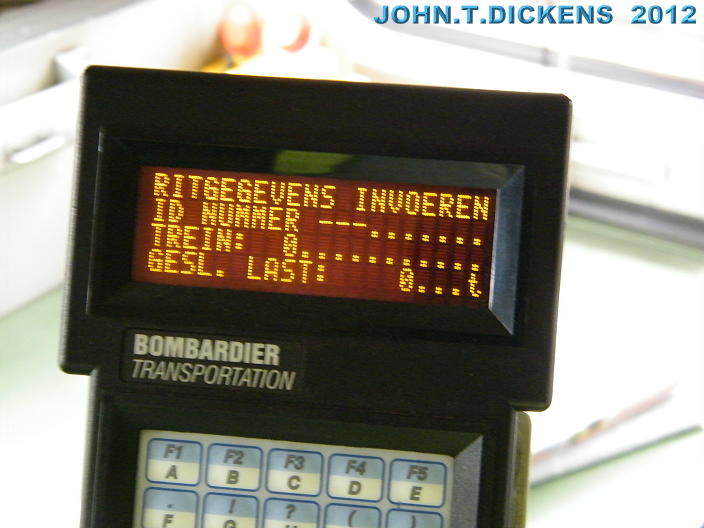 JOHN.T.DICKENS 2012
RITGEGEVENS INVOEREN
ID NUMMER ---.......
TREIN: 0...........
GESL. LAST: 0...t
BOMBARDIER
TRANSPORTATION
F1 F2 F3 F4 F5
A B C D E
. ! ? ( )
F G